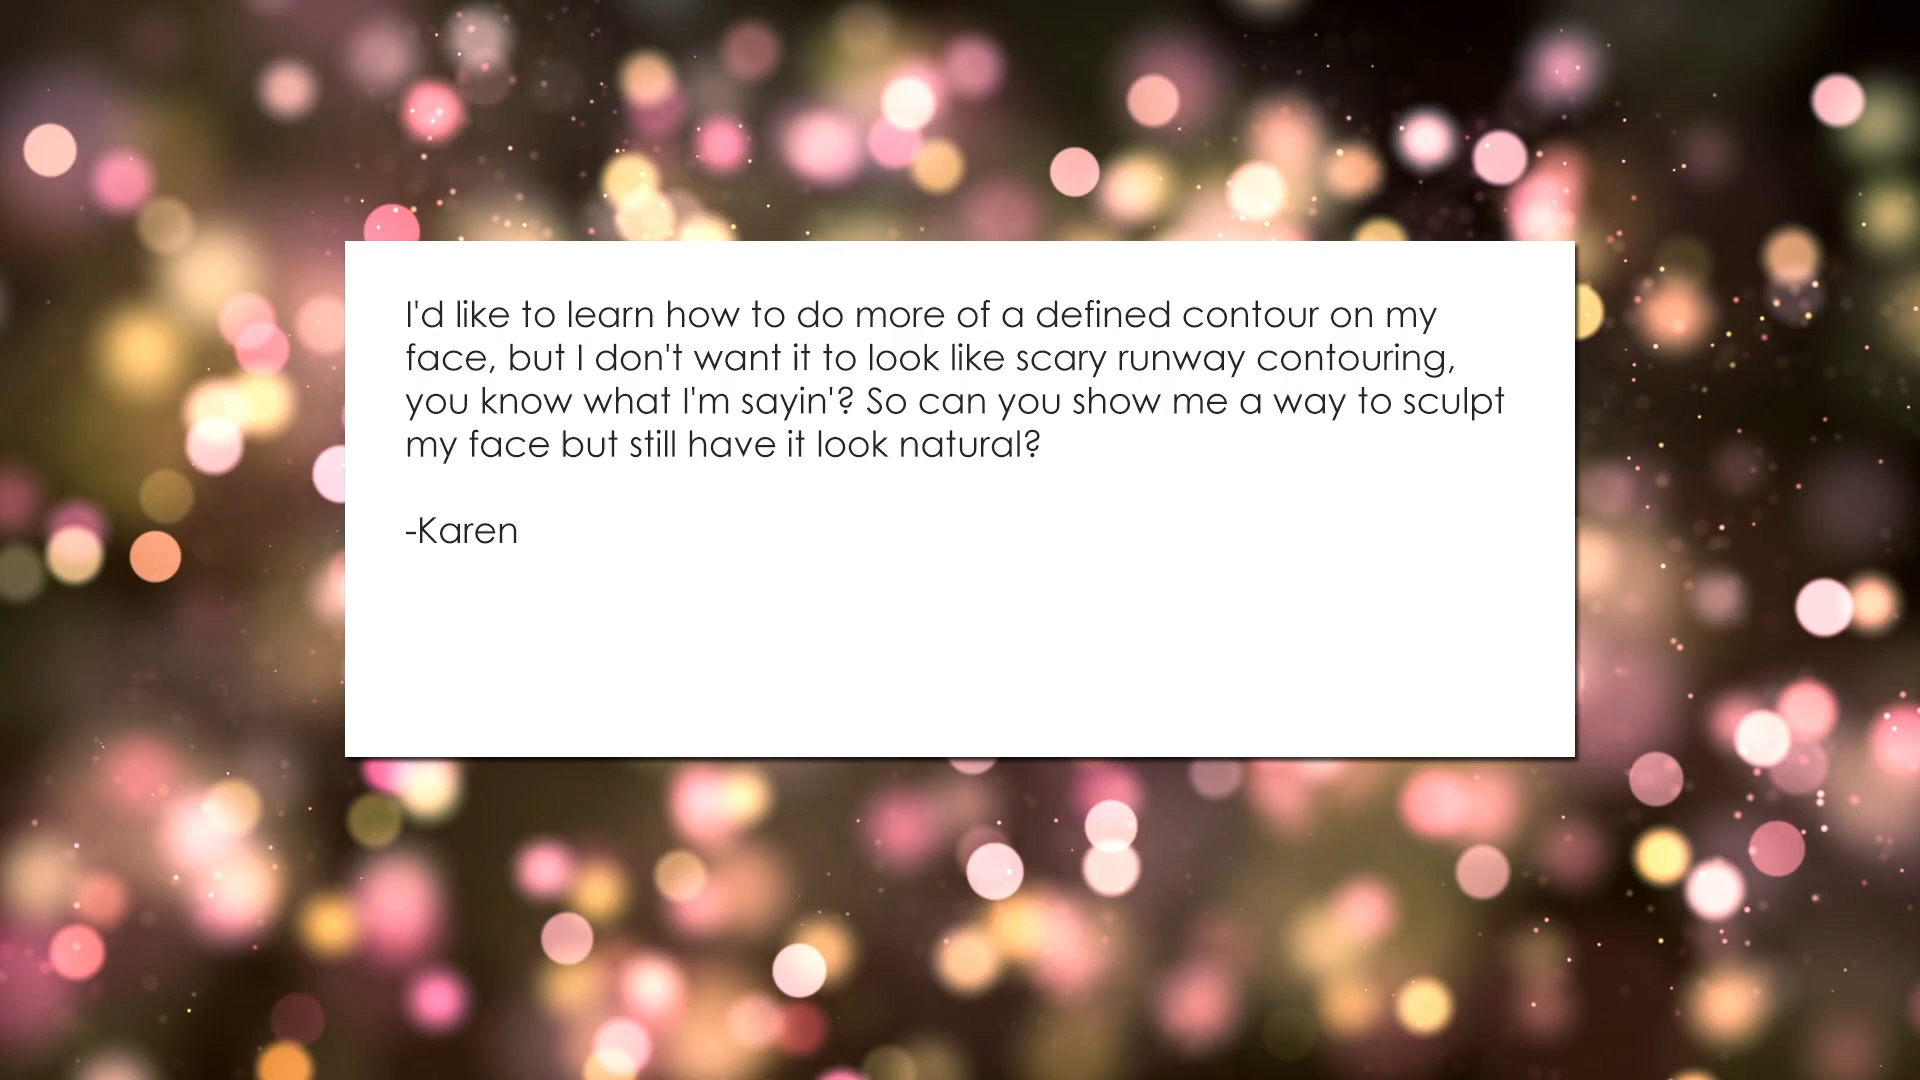 I'd like to learn how to do more of a defined contour on my
face, but I don't want it to look like scary runway contouring,
you know what I'm sayin'? So can you show me a way to sculpt
my face but still have it look natural?
-Karen